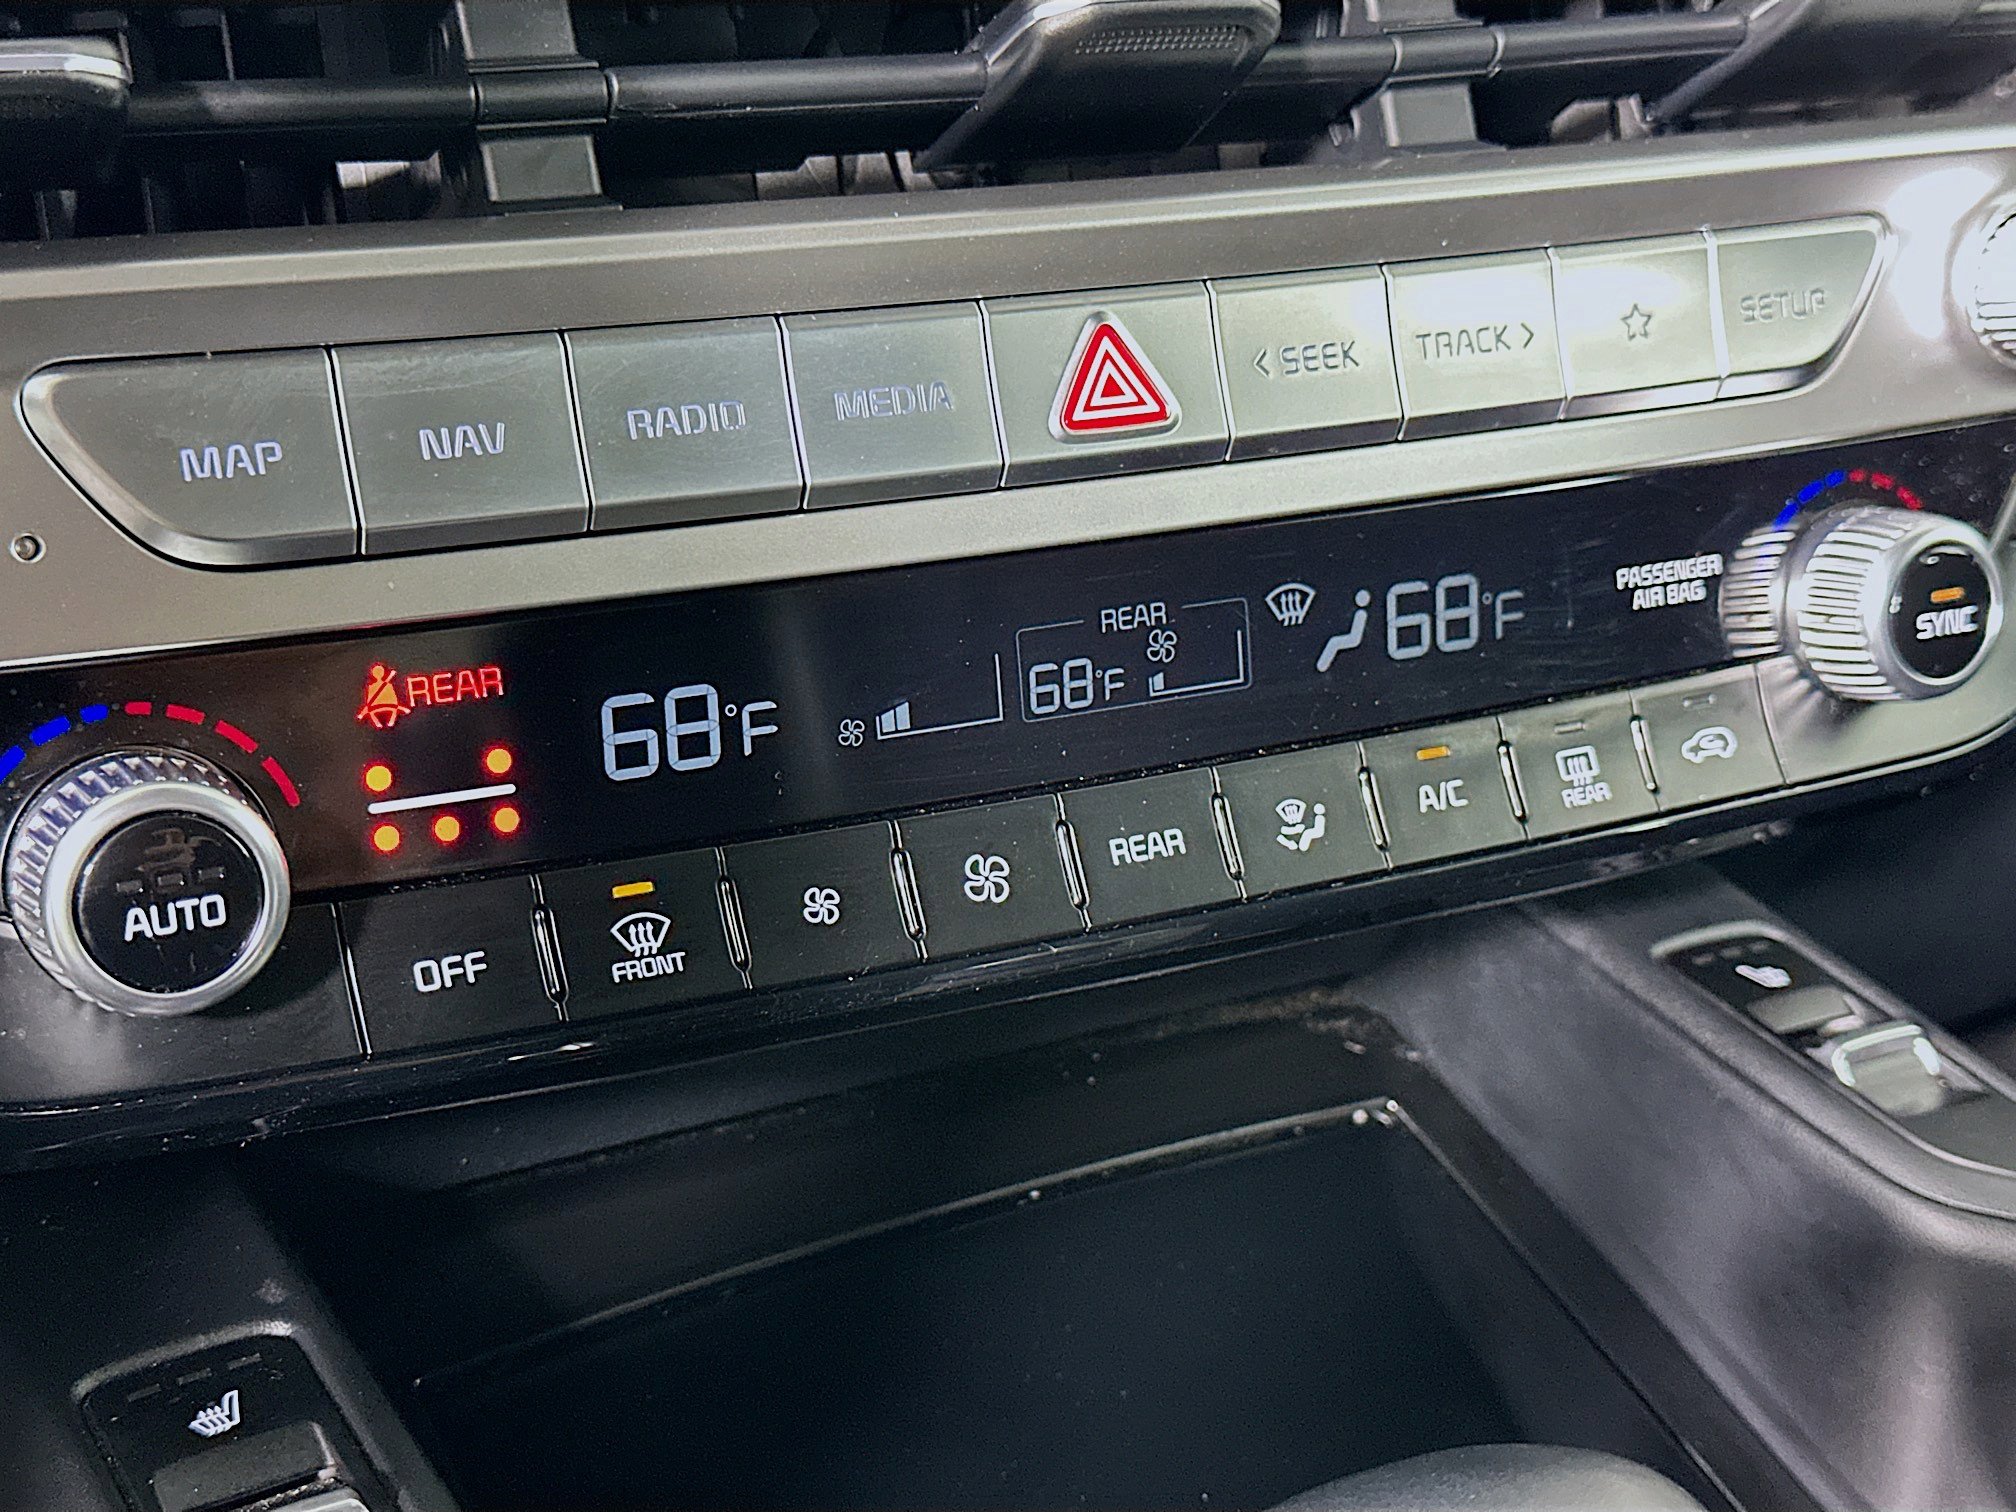 MAP
NAV
RADIO
MEDIA
< SEEK
TRACK >
SETUP
REAR
68°F
REAR
68°F
68°F
PASSENGER
AIR BAG
SYNC
AUTO
OFF
FRONT
REAR
A/C
REAR